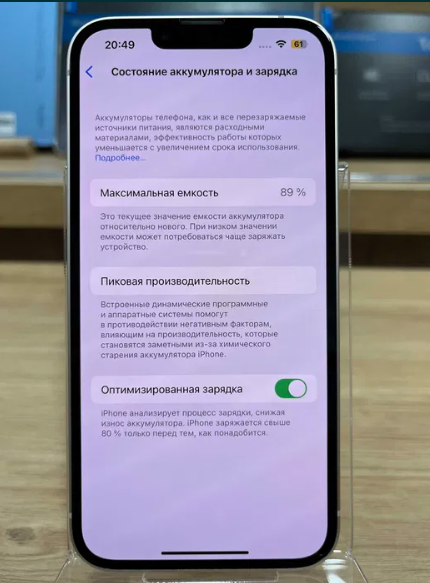 20:49
61
Состояние аккумулятора и зарядка
Аккумуляторы телефона, как и все перезаряжаемые
источники питания, являются расходными
материалами, эффективность работы которых
уменьшается с увеличением срока использования.
Подробнее...
Максимальная емкость 89 %
Это текущее значение емкости аккумулятора
относительно нового. При низком значении
емкости может потребоваться чаще заряжать
устройство.
Пиковая производительность
Встроенные динамические программные
и аппаратные системы помогут
в противодействии негативным факторам,
влияющим на производительность, которые
становятся заметными из-за химического
старения аккумулятора iPhone.
Оптимизированная зарядка
iPhone анализирует процесс зарядки, снижая
износ аккумулятора. iPhone заряжается свыше
80 % только перед тем, как понадобится.